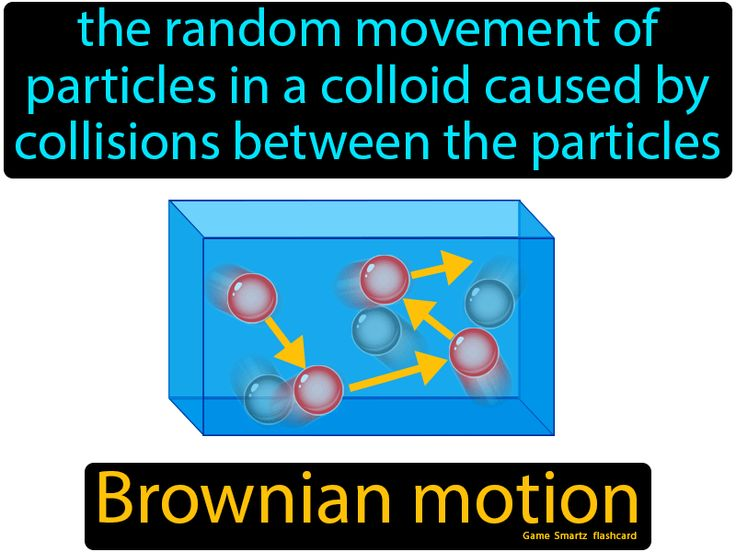 the random movement of
particles in a colloid caused by
collisions between the particles
Brownian motion
Game Smartz flashcard